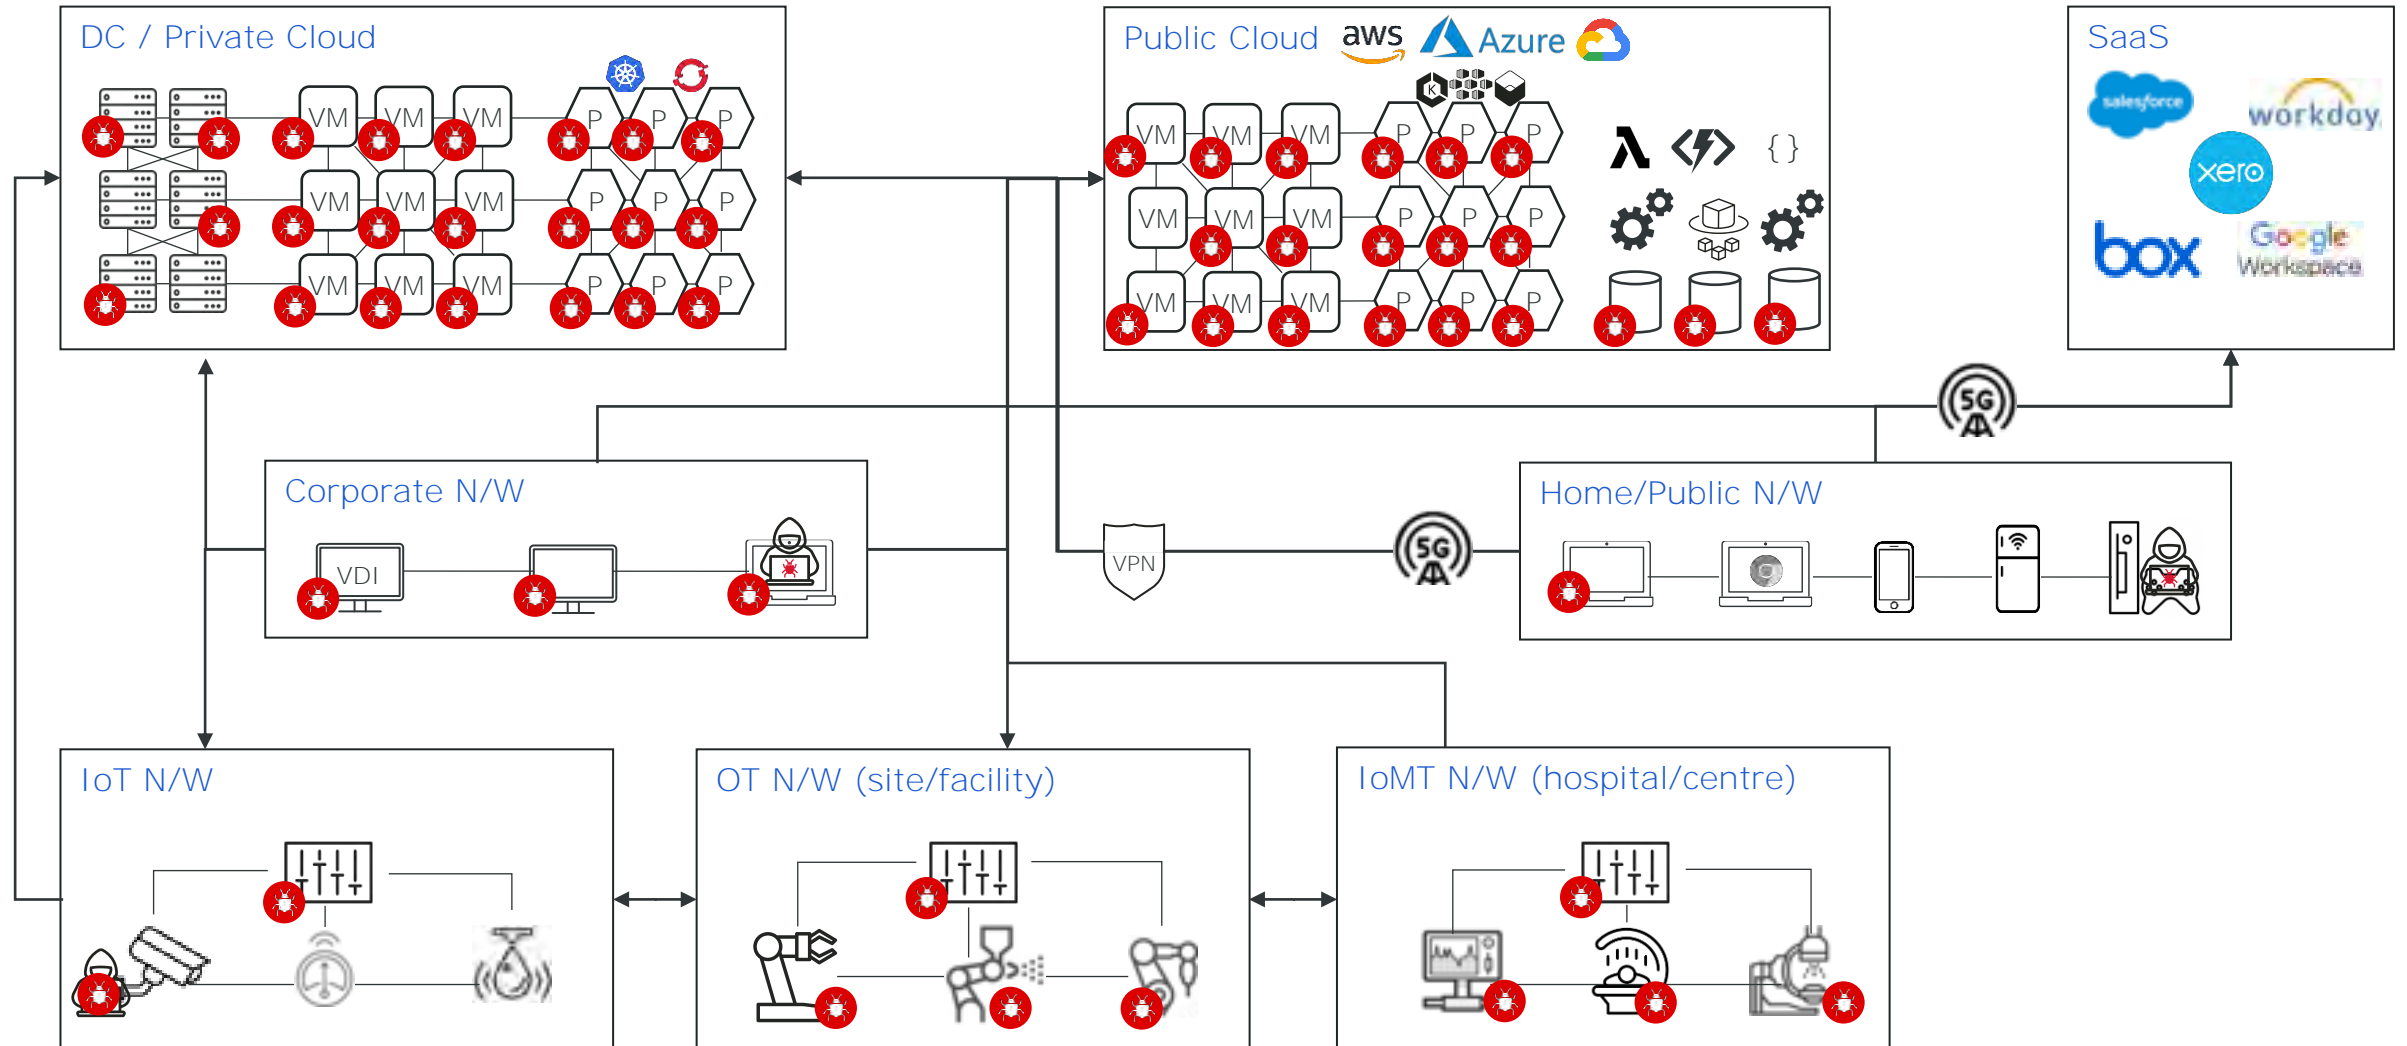 DC / Private Cloud
VM VM VM P P P
VM VM VM P P P
VM VM VM P P P
Public Cloud aws Azure
K
VM VM VM P P P
λ { }
VM VM VM P P P
VM VM VM P P P
SaaS
salesforce
workday.
xero
box
Google
Workspace
5G
Corporate N/W
VDI
VPN
5G
Home/Public N/W
IoT N/W
OT N/W (site/facility)
IoMT N/W (hospital/centre)